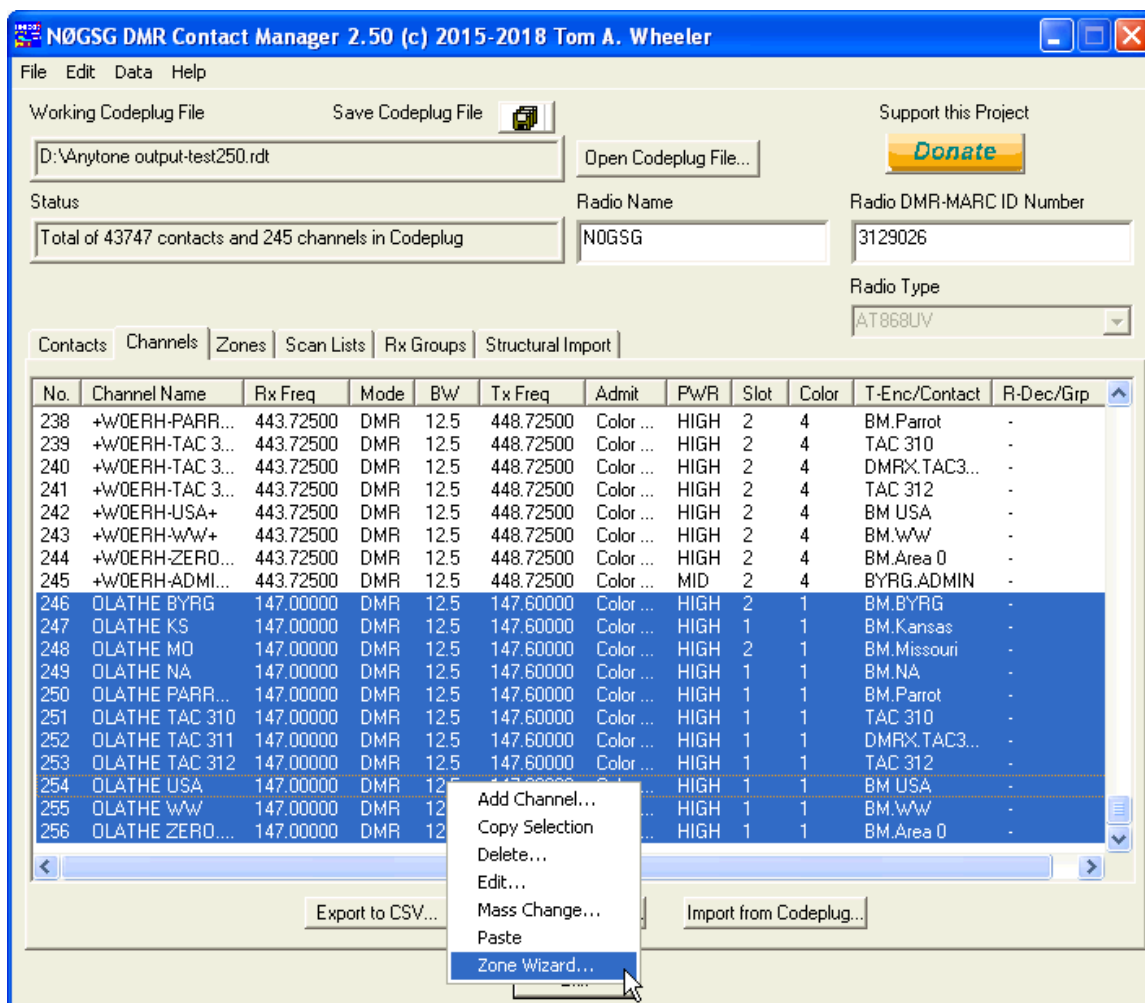 NØGSG DMR Contact Manager 2.50 (c) 2015-2018 Tom A. Wheeler
File Edit Data Help
Working Codeplug File Save Codeplug File Support this Project
D:\Anytone output-test250.rdt Open Codeplug File... Donate
Status Radio Name Radio DMR-MARC ID Number
Total of 43747 contacts and 245 channels in Codeplug N0GSG 3129026
Radio Type
AT868UV
Contacts Channels Zones Scan Lists Rx Groups Structural Import
No. Channel Name Rx Freq Mode BW Tx Freq Admit PWR Slot Color T-Enc/Contact R-Dec/Grp
238 +W0ERH-PARR... 443.72500 DMR 12.5 448.72500 Color ... HIGH 2 4 BM.Parrot -
239 +W0ERH-TAC 3... 443.72500 DMR 12.5 448.72500 Color ... HIGH 2 4 TAC 310 -
240 +W0ERH-TAC 3... 443.72500 DMR 12.5 448.72500 Color ... HIGH 2 4 DMRX.TAC3... -
241 +W0ERH-TAC 3... 443.72500 DMR 12.5 448.72500 Color ... HIGH 2 4 TAC 312 -
242 +W0ERH-USA+ 443.72500 DMR 12.5 448.72500 Color ... HIGH 2 4 BM USA -
243 +W0ERH-WW+ 443.72500 DMR 12.5 448.72500 Color ... HIGH 2 4 BM.WW -
244 +W0ERH-ZERO... 443.72500 DMR 12.5 448.72500 Color ... HIGH 2 4 BM.Area 0 -
245 +W0ERH-ADMI... 443.72500 DMR 12.5 448.72500 Color ... MID 2 4 BYRG.ADMIN -
246 OLATHE BYRG 147.00000 DMR 12.5 147.60000 Color ... HIGH 2 1 BM.BYRG -
247 OLATHE KS 147.00000 DMR 12.5 147.60000 Color ... HIGH 1 1 BM.Kansas -
248 OLATHE MO 147.00000 DMR 12.5 147.60000 Color ... HIGH 2 1 BM.Missouri -
249 OLATHE NA 147.00000 DMR 12.5 147.60000 Color ... HIGH 1 1 BM.NA -
250 OLATHE PARR... 147.00000 DMR 12.5 147.60000 Color ... HIGH 1 1 BM.Parrot -
251 OLATHE TAC 310 147.00000 DMR 12.5 147.60000 Color ... HIGH 1 1 TAC 310 -
252 OLATHE TAC 311 147.00000 DMR 12.5 147.60000 Color ... HIGH 1 1 DMRX.TAC3... -
253 OLATHE TAC 312 147.00000 DMR 12.5 147.60000 Color ... HIGH 1 1 TAC 312 -
254 OLATHE USA 147.00000 DMR HIGH 1 1 BM USA -
255 OLATHE WW 147.00000 DMR 12 HIGH 1 1 BM.WW -
256 OLATHE ZERO.... 147.00000 DMR 12 HIGH 1 1 BM.Area 0 -
Add Channel...
Copy Selection
Delete...
Edit...
Mass Change...
Paste
Zone Wizard...
Export to CSV... Import from Codeplug...